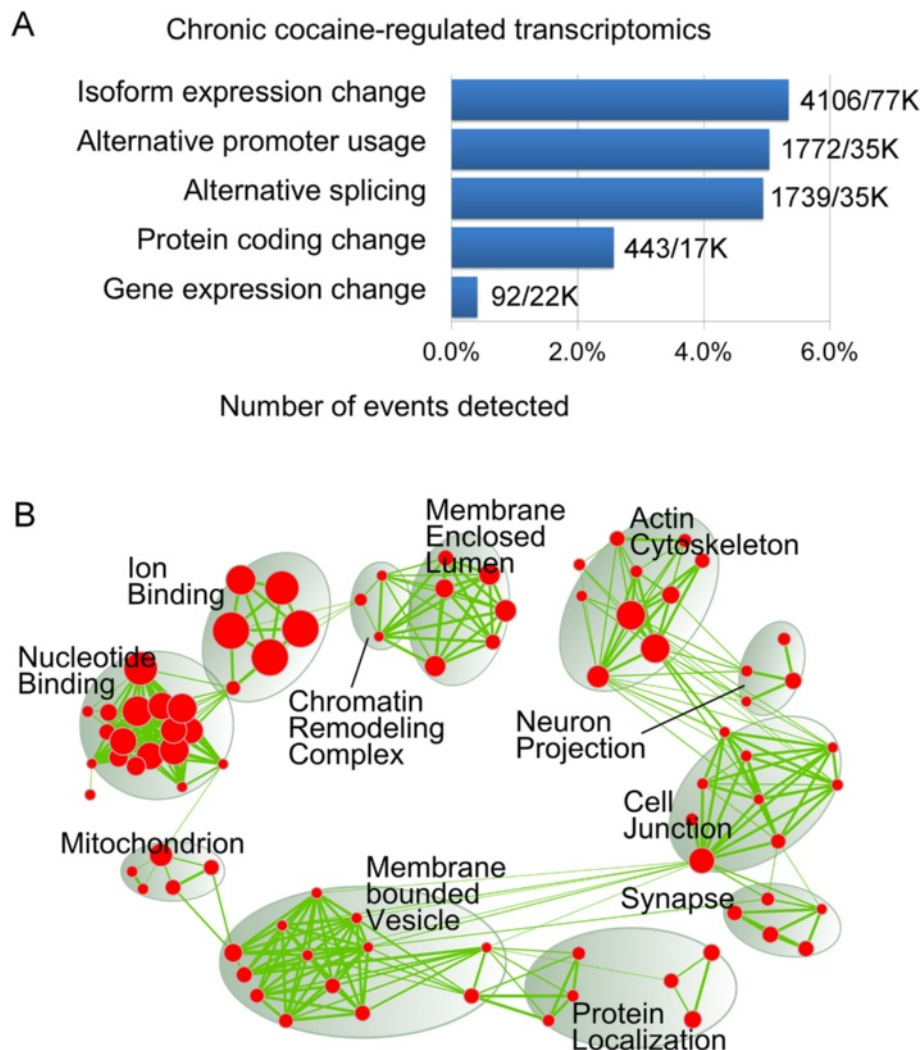 A
Chronic cocaine-regulated transcriptomics
Isoform expression change
4106/77K
Alternative promoter usage
1772/35K
Alternative splicing
1739/35K
Protein coding change
443/17K
Gene expression change
92/22K
0.0%
2.0%
4.0%
6.0%
Number of events detected
B
Ion
Binding
Membrane
Enclosed
Lumen
Actin
Cytoskeleton
Nucleotide
Binding
Chromatin
Remodeling
Complex
Neuron
Projection
Cell
Junction
Mitochondrion
Membrane
bounded
Vesicle
Synapse
Protein
Localization